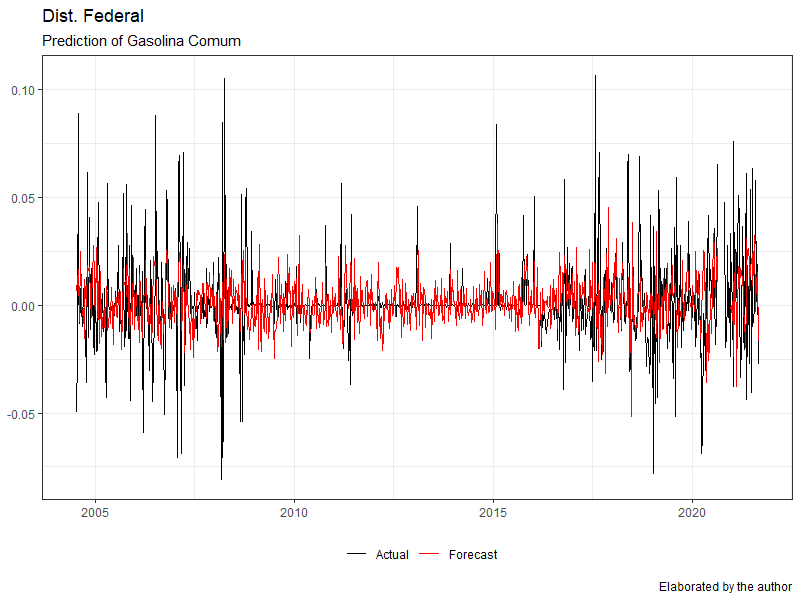 Dist. Federal
Prediction of Gasolina Comum
0.10
0.05
0.00
-0.05
2005
2010
2015
2020
Actual
Forecast
Elaborated by the author